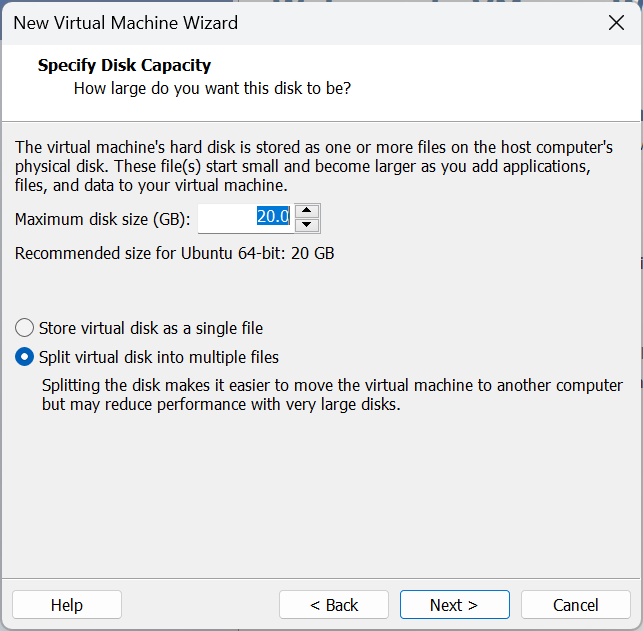 New Virtual Machine Wizard
Specify Disk Capacity
How large do you want this disk to be?
The virtual machine's hard disk is stored as one or more files on the host computer's
physical disk. These file(s) start small and become larger as you add applications,
files, and data to your virtual machine.
Maximum disk size (GB): 20.0
Recommended size for Ubuntu 64-bit: 20 GB
Store virtual disk as a single file
Split virtual disk into multiple files
Splitting the disk makes it easier to move the virtual machine to another computer
but may reduce performance with very large disks.
Help < Back Next > Cancel